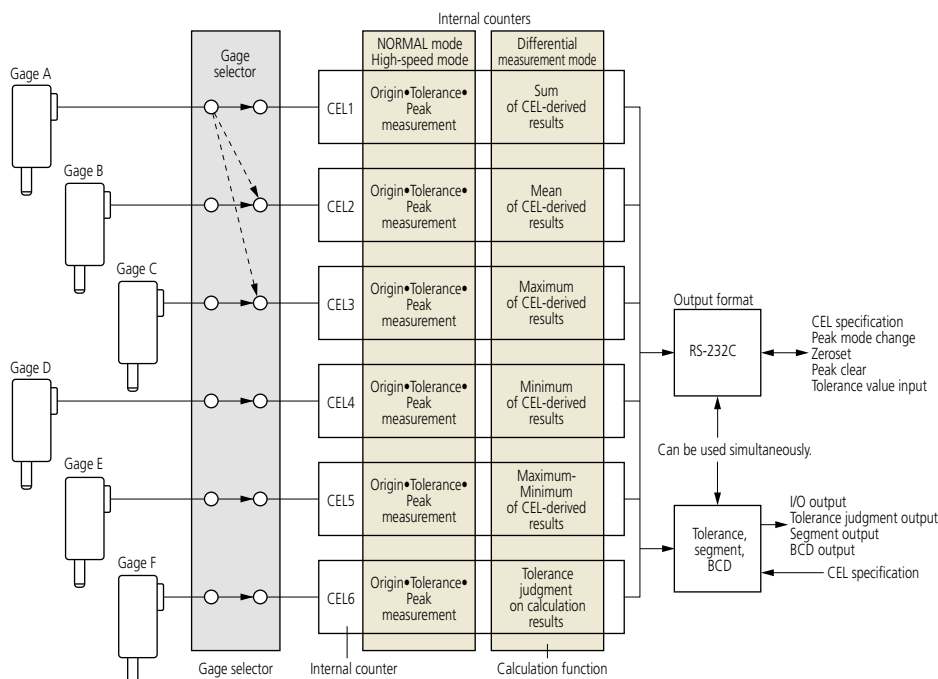 Internal counters
Gage
selector
NORMAL mode
High-speed mode
Differential
measurement mode
Gage A
CEL1
Origin•Tolerance•
Peak
measurement
Sum
of CEL-derived
results
Gage B
CEL2
Origin•Tolerance•
Peak
measurement
Mean
of CEL-derived
results
Gage C
CEL3
Origin•Tolerance•
Peak
measurement
Maximum
of CEL-derived
results
Output format
RS-232C
CEL specification
Peak mode change
Zeroset
Peak clear
Tolerance value input
Gage D
CEL4
Origin•Tolerance•
Peak
measurement
Minimum
of CEL-derived
results
Can be used simultaneously.
Gage E
CEL5
Origin•Tolerance•
Peak
measurement
Maximum-
Minimum
of CEL-derived
results
Tolerance,
segment,
BCD
I/O output
Tolerance judgment output
Segment output
BCD output
CEL specification
Gage F
CEL6
Origin•Tolerance•
Peak
measurement
Tolerance
judgment
on calculation
results
Gage selector
Internal counter
Calculation function